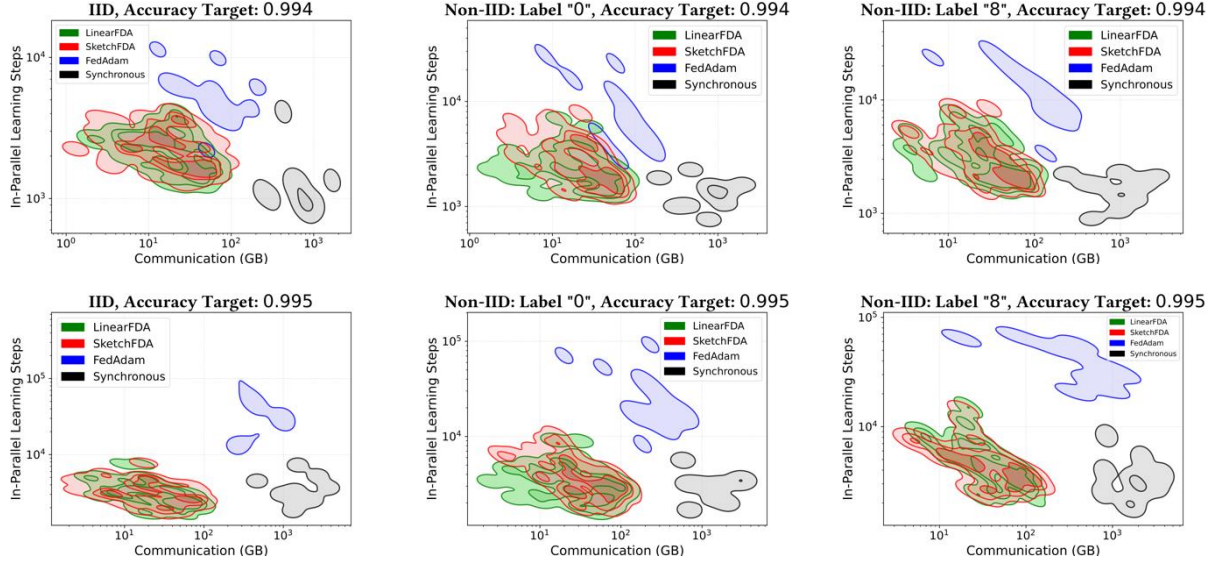 IID, Accuracy Target: 0.994
In-Parallel Learning Steps
10⁴
10³
LinearFDA
SketchFDA
FedAdam
Synchronous
10⁰ 10¹ 10² 10³
Communication (GB)
Non-IID: Label "0", Accuracy Target: 0.994
In-Parallel Learning Steps
10⁴
10³
LinearFDA
SketchFDA
FedAdam
Synchronous
10⁰ 10¹ 10² 10³
Communication (GB)
Non-IID: Label "8", Accuracy Target: 0.994
In-Parallel Learning Steps
10⁴
10³
LinearFDA
SketchFDA
FedAdam
Synchronous
10¹ 10² 10³
Communication (GB)
IID, Accuracy Target: 0.995
In-Parallel Learning Steps
10⁵
10⁴
LinearFDA
SketchFDA
FedAdam
Synchronous
10¹ 10² 10³
Communication (GB)
Non-IID: Label "0", Accuracy Target: 0.995
In-Parallel Learning Steps
10⁵
10⁴
LinearFDA
SketchFDA
FedAdam
Synchronous
10¹ 10² 10³
Communication (GB)
Non-IID: Label "8", Accuracy Target: 0.995
In-Parallel Learning Steps
10⁵
10⁴
LinearFDA
SketchFDA
FedAdam
Synchronous
10¹ 10² 10³
Communication (GB)